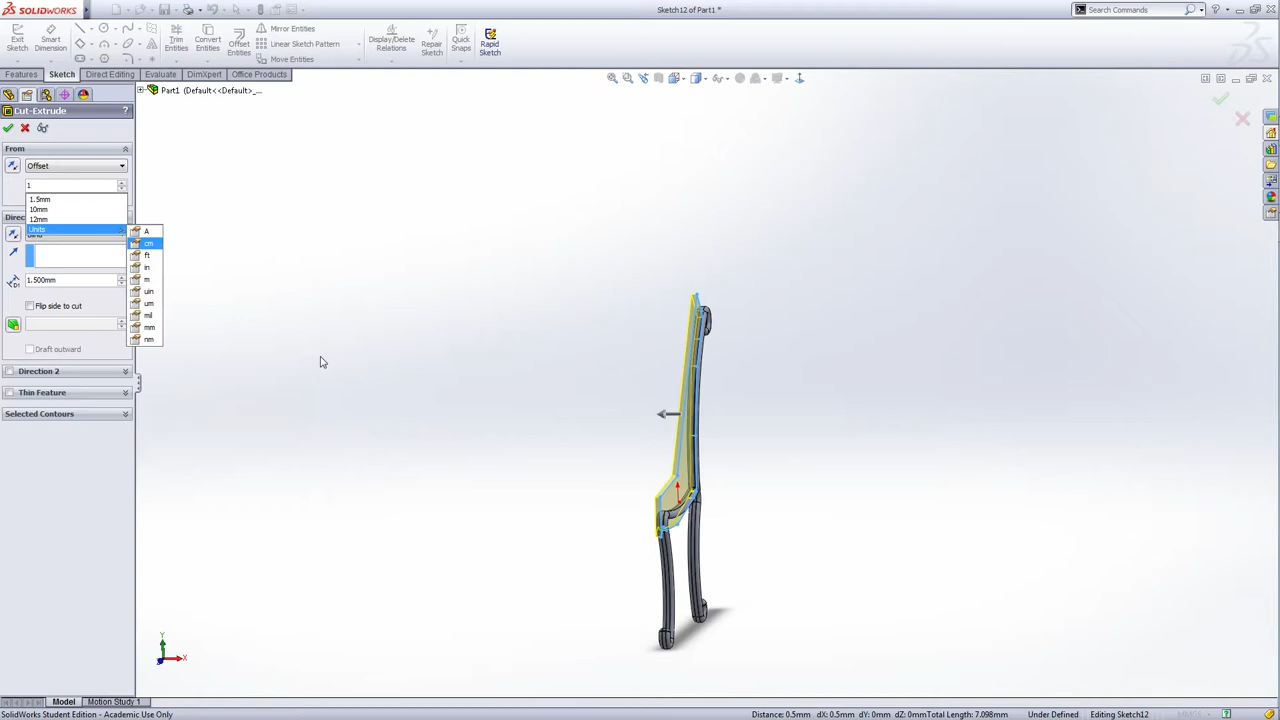 SOLIDWORKS
Sketch12 of Part1 *
Search Commands
Exit Sketch
Smart Dimension
Trim Entities
Convert Entities
Offset Entities
Mirror Entities
Linear Sketch Pattern
Move Entities
Display/Delete Relations
Repair Sketch
Quick Snaps
Rapid Sketch
Features
Sketch
Direct Editing
Evaluate
DimXpert
Office Products
Part1 (Default<<Default>_...
Cut-Extrude
?
From
Offset
1
1.5mm
10mm
12mm
Units
Direc
A
cm
ft
in
m
uin
um
mil
mm
nm
1.500mm
Flip side to cut
Draft outward
Direction 2
Thin Feature
Selected Contours
Y
X
Model
Motion Study 1
SolidWorks Student Edition - Academic Use Only
Distance: 0.5mm dX: 0.5mm dY: 0mm dZ: 0mmTotal Length: 7.098mm
Under Defined
Editing Sketch12